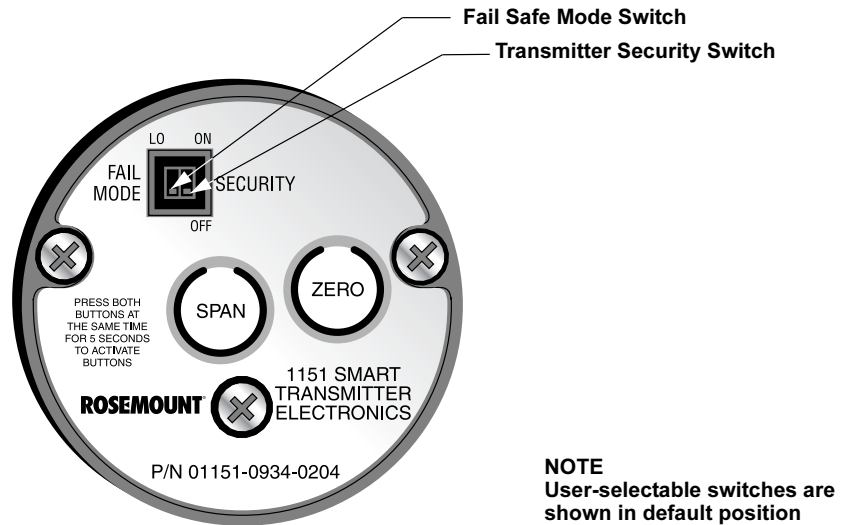 Fail Safe Mode Switch
Transmitter Security Switch
LO ON
FAIL
MODE
SECURITY
OFF
SPAN
ZERO
PRESS BOTH
BUTTONS AT
THE SAME TIME
FOR 5 SECONDS
TO ACTIVATE
BUTTONS
ROSEMOUNT
1151 SMART
TRANSMITTER
ELECTRONICS
P/N 01151-0934-0204
NOTE
User-selectable switches are
shown in default position